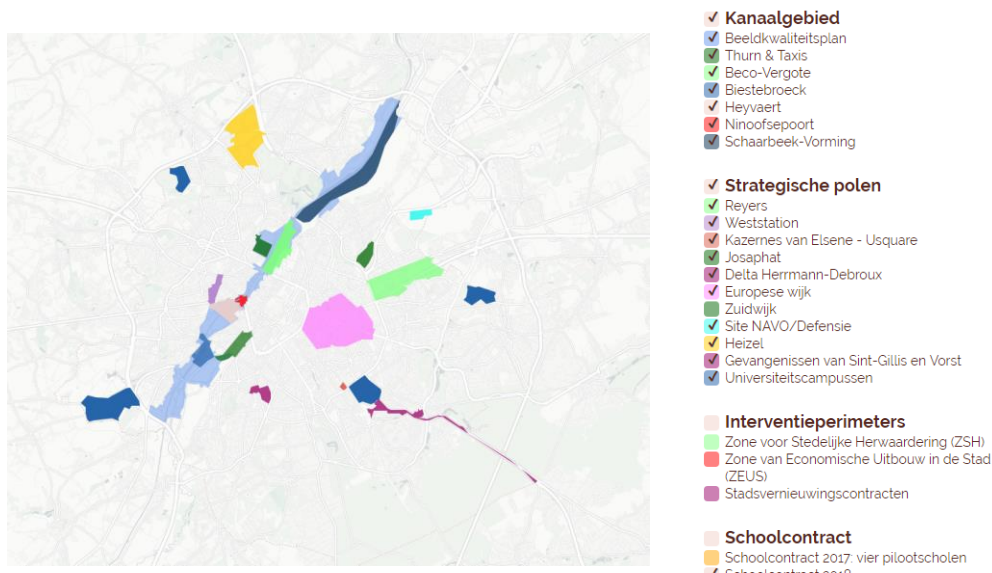 Kanaalgebied
Beeldkwaliteitsplan
Thurn & Taxis
Beco-Vergote
Biestebroeck
Heyvaert
Ninoofsepoort
Schaarbeek-Vorming
Strategische polen
Reyers
Weststation
Kazernes van Elsene - Usquare
Josaphat
Delta Herrmann-Debroux
Europese wijk
Zuidwijk
Site NAVO/Defensie
Heizel
Gevangenissen van Sint-Gillis en Vorst
Universiteitscampussen
Interventieperimeters
Zone voor Stedelijke Herwaardering (ZSH)
Zone van Economische Uitbouw in de Stad
(ZEUS)
Stadsvernieuwingscontracten
Schoolcontract
Schoolcontract 2017: vier pilootscholen
Schoolcontract 2018